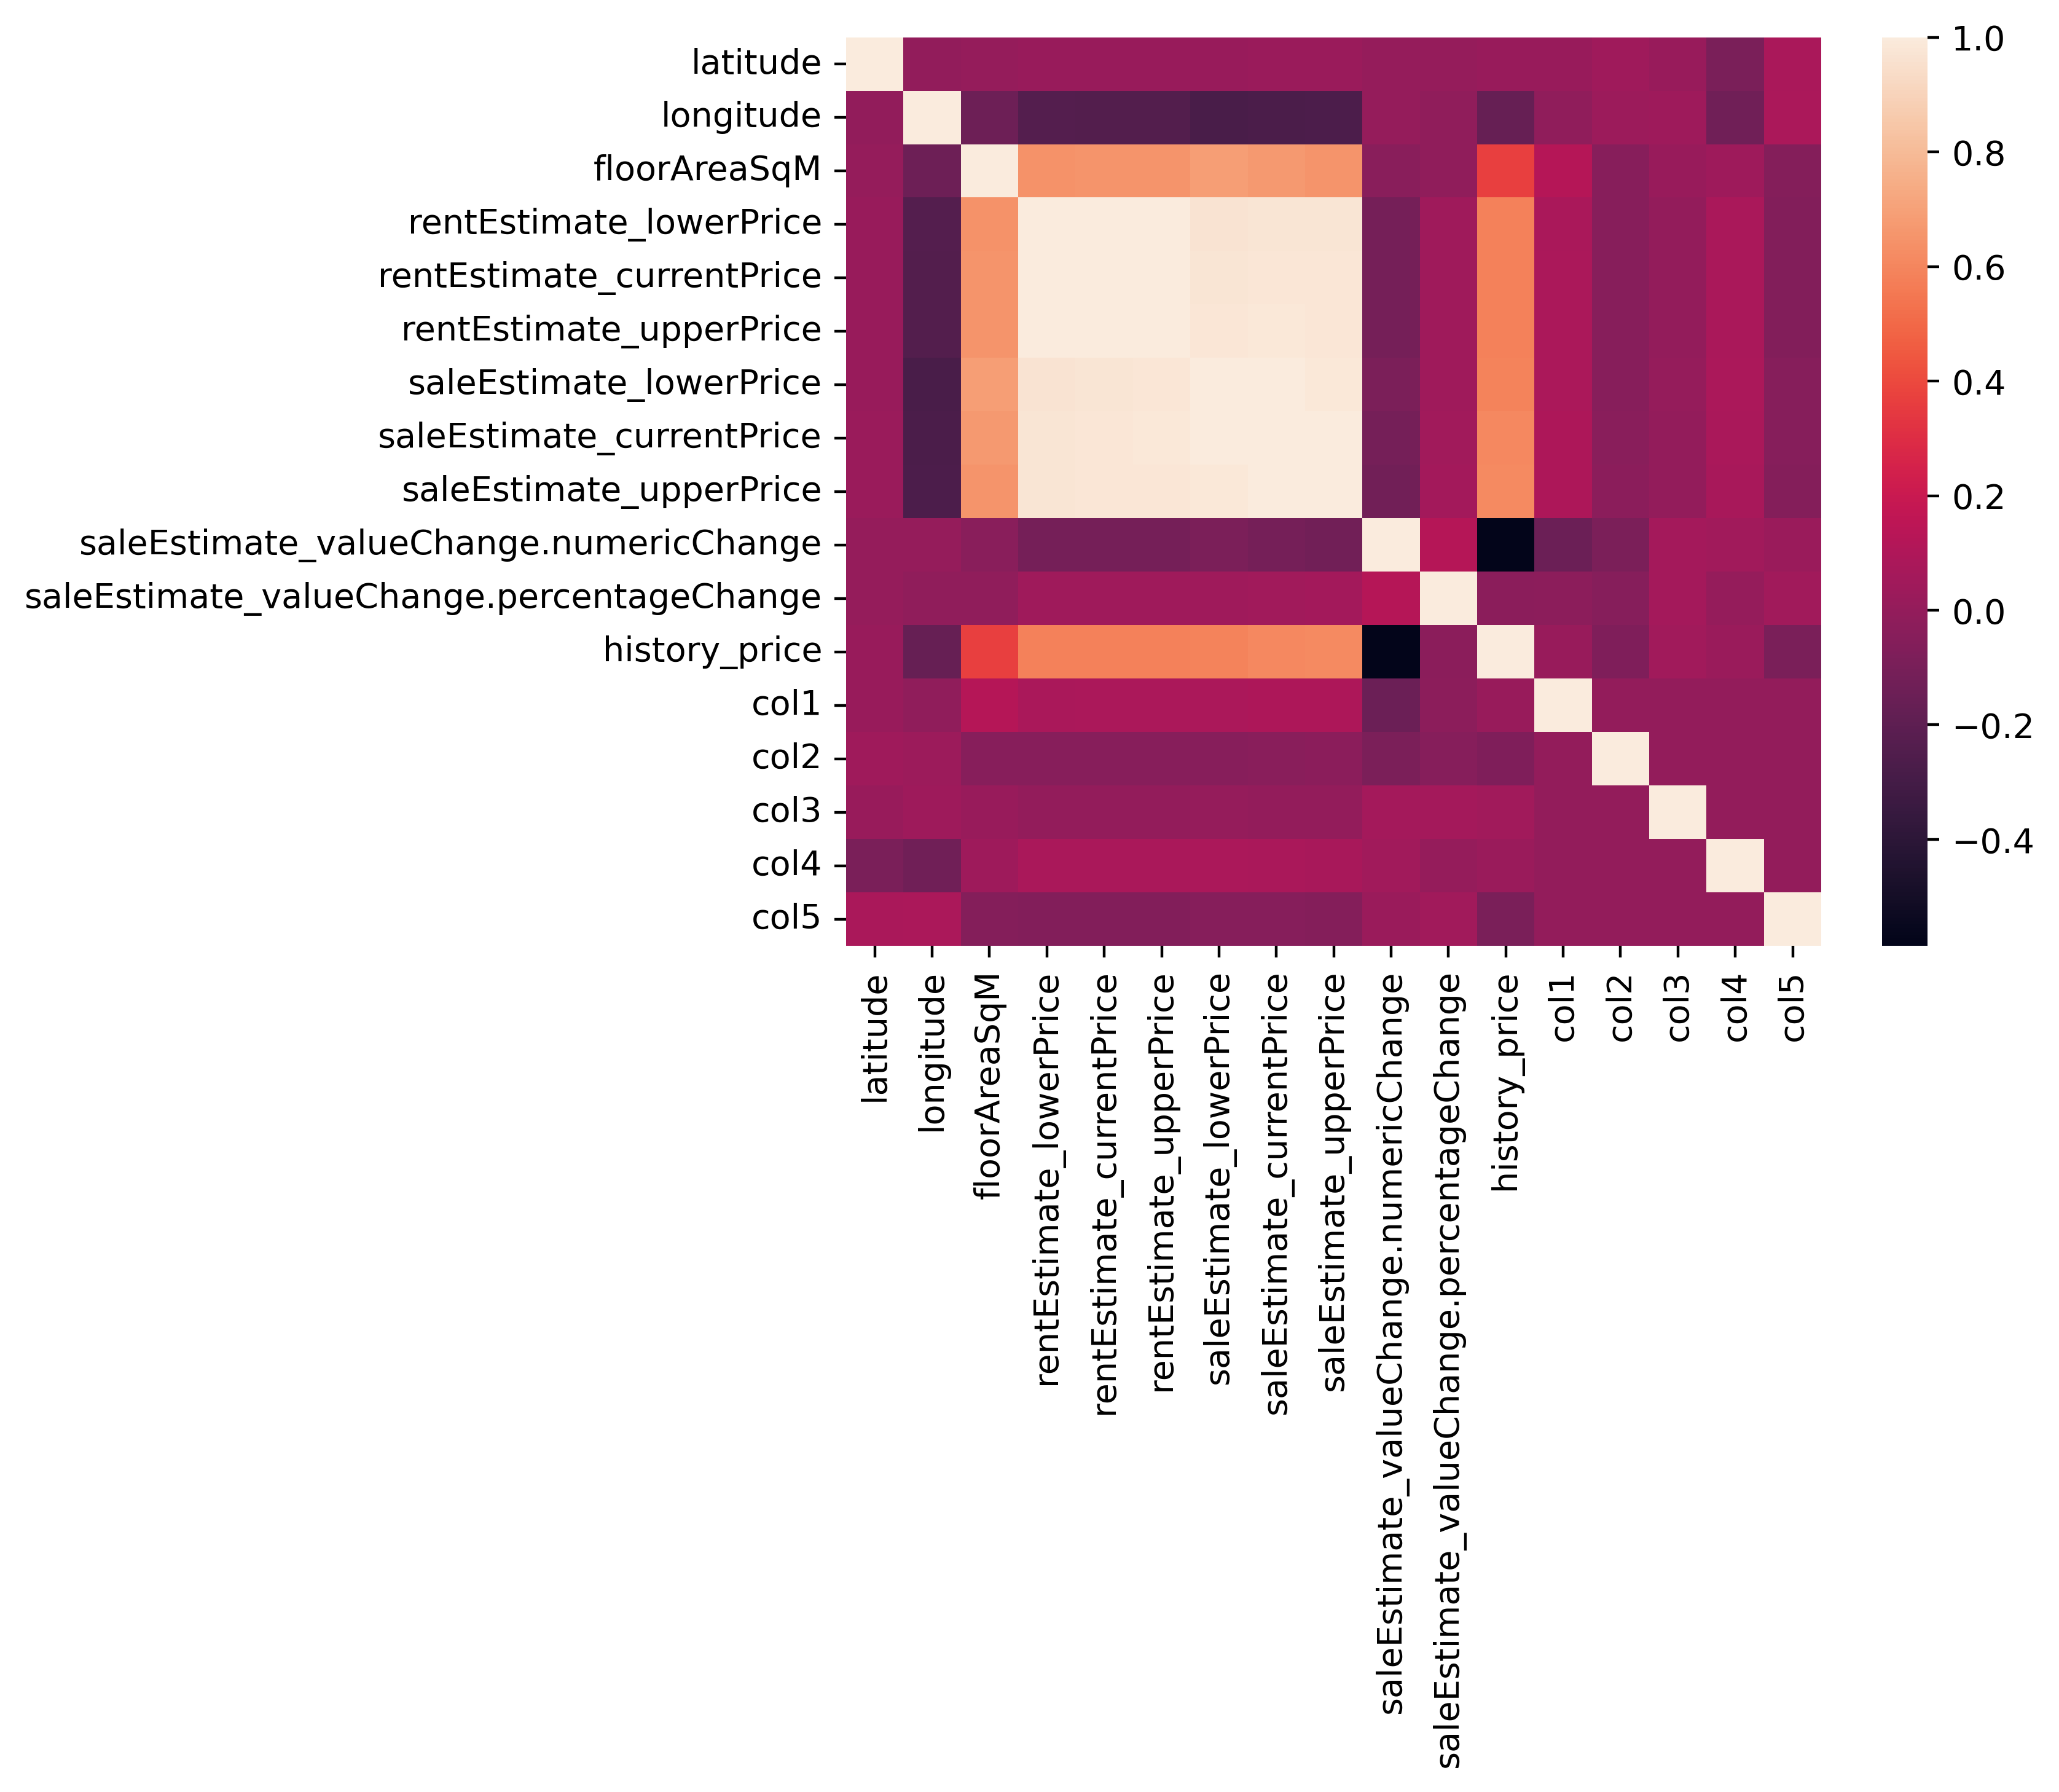 latitude
longitude
floorAreaSqM
rentEstimate_lowerPrice
rentEstimate_currentPrice
rentEstimate_upperPrice
saleEstimate_lowerPrice
saleEstimate_currentPrice
saleEstimate_upperPrice
saleEstimate_valueChange.numericChange
saleEstimate_valueChange.percentageChange
history_price
col1
col2
col3
col4
col5
latitude
longitude
floorAreaSqM
rentEstimate_lowerPrice
rentEstimate_currentPrice
rentEstimate_upperPrice
saleEstimate_lowerPrice
saleEstimate_currentPrice
saleEstimate_upperPrice
saleEstimate_valueChange.numericChange
saleEstimate_valueChange.percentageChange
history_price
col1
col2
col3
col4
col5
1.0
0.8
0.6
0.4
0.2
0.0
−0.2
−0.4